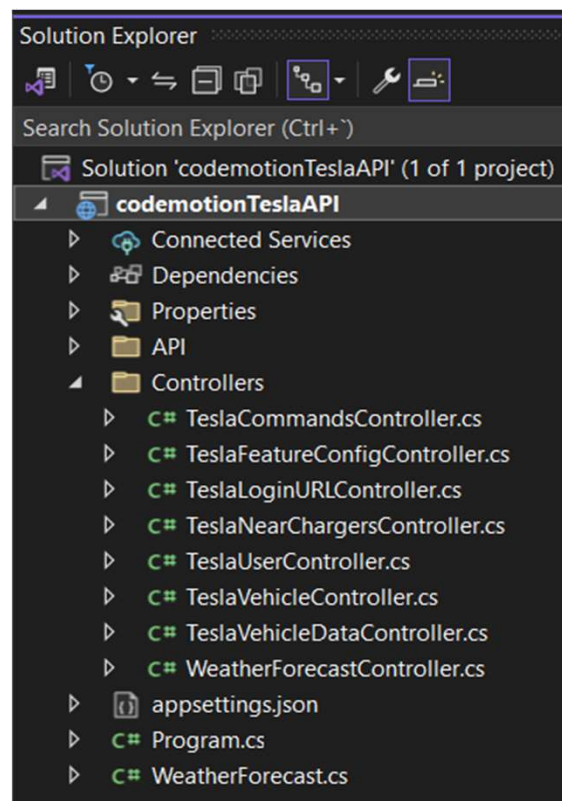 Solution Explorer
Search Solution Explorer (Ctrl+`)
Solution 'codemotionTeslaAPI' (1 of 1 project)
codemotionTeslaAPI
Connected Services
Dependencies
Properties
API
Controllers
C# TeslaCommandsController.cs
C# TeslaFeatureConfigController.cs
C# TeslaLoginURLController.cs
C# TeslaNearChargersController.cs
C# TeslaUserController.cs
C# TeslaVehicleController.cs
C# TeslaVehicleDataController.cs
C# WeatherForecastController.cs
appsettings.json
C# Program.cs
C# WeatherForecast.cs